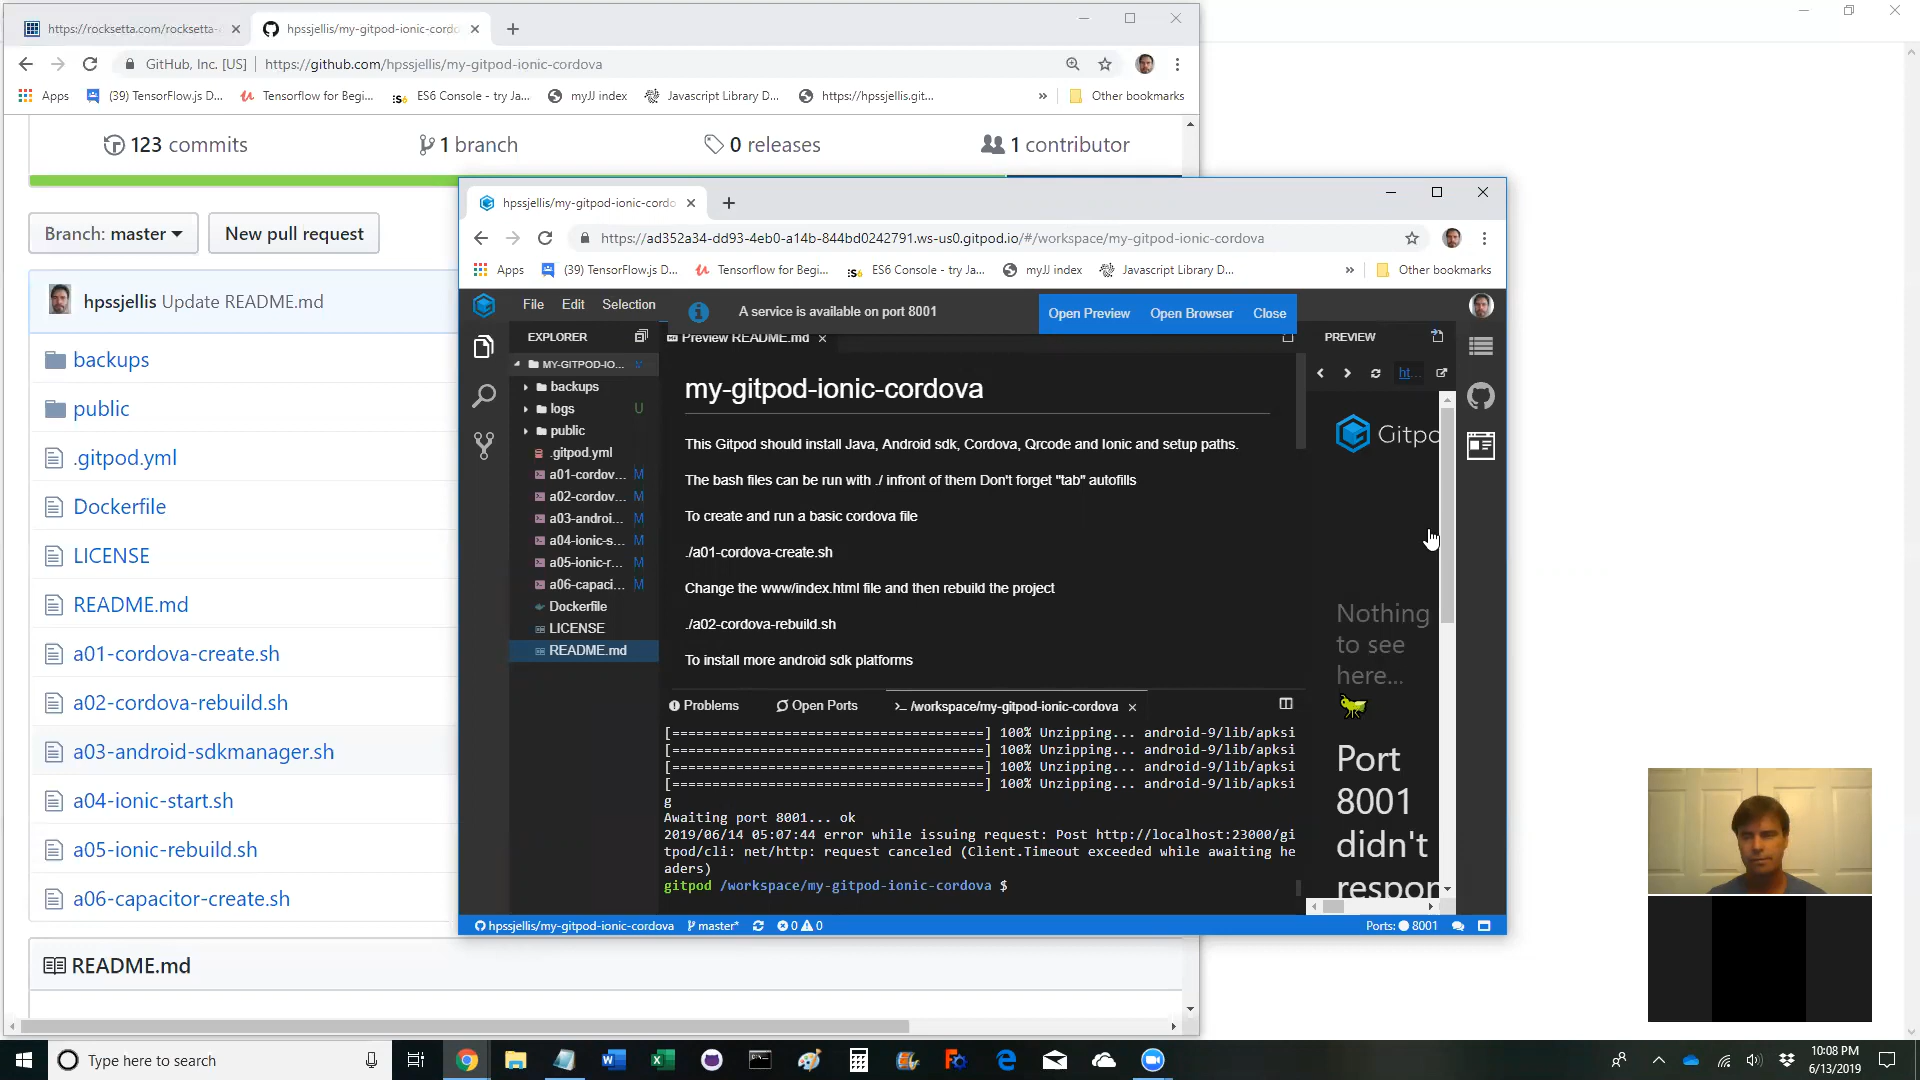 https://rocksetta.com/rocksetta-
hpssjellis/my-gitpod-ionic-cordo
GitHub, Inc. [US]
https://github.com/hpssjellis/my-gitpod-ionic-cordova
Apps
(39) TensorFlow.js D...
Tensorflow for Begi...
ES6 Console - try Ja...
myJJ index
Javascript Library D...
https://hpssjellis.git...
»
Other bookmarks
123 commits
1 branch
0 releases
1 contributor
Branch: master
New pull request
hpssjellis Update README.md
backups
public
.gitpod.yml
Dockerfile
LICENSE
README.md
a01-cordova-create.sh
a02-cordova-rebuild.sh
a03-android-sdkmanager.sh
a04-ionic-start.sh
a05-ionic-rebuild.sh
a06-capacitor-create.sh
README.md
hpssjellis/my-gitpod-ionic-cordo
https://ad352a34-dd93-4eb0-a14b-844bd0242791.ws-us0.gitpod.io/#/workspace/my-gitpod-ionic-cordova
Apps
(39) TensorFlow.js D...
Tensorflow for Begi...
ES6 Console - try Ja...
myJJ index
Javascript Library D...
»
Other bookmarks
File
Edit
Selection
A service is available on port 8001
Open Preview
Open Browser
Close
EXPLORER
MY-GITPOD-IO...
backups
logs U
public
.gitpod.yml
a01-cordov... M
a02-cordov... M
a03-androi... M
a04-ionic-s... M
a05-ionic-r... M
a06-capaci... M
Dockerfile
LICENSE
README.md
Preview README.md
my-gitpod-ionic-cordova
This Gitpod should install Java, Android sdk, Cordova, Qrcode and Ionic and setup paths.
The bash files can be run with ./ infront of them Don't forget "tab" autofills
To create and run a basic cordova file
./a01-cordova-create.sh
Change the www/index.html file and then rebuild the project
./a02-cordova-rebuild.sh
To install more android sdk platforms
PREVIEW
ht...
Gitpo
Nothing
to see
here...
Port
8001
didn't
respon
Problems
Open Ports
/workspace/my-gitpod-ionic-cordova
[=======================================] 100% Unzipping... android-9/lib/apksi
[=======================================] 100% Unzipping... android-9/lib/apksi
[=======================================] 100% Unzipping... android-9/lib/apksi
[=======================================] 100% Unzipping... android-9/lib/apksi
g
Awaiting port 8001... ok
2019/06/14 05:07:44 error while issuing request: Post http://localhost:23000/gi
tpod/cli: net/http: request canceled (Client.Timeout exceeded while awaiting he
aders)
gitpod /workspace/my-gitpod-ionic-cordova $
hpssjellis/my-gitpod-ionic-cordova
master*
0
0
Ports: 8001
Type here to search
10:08 PM
6/13/2019